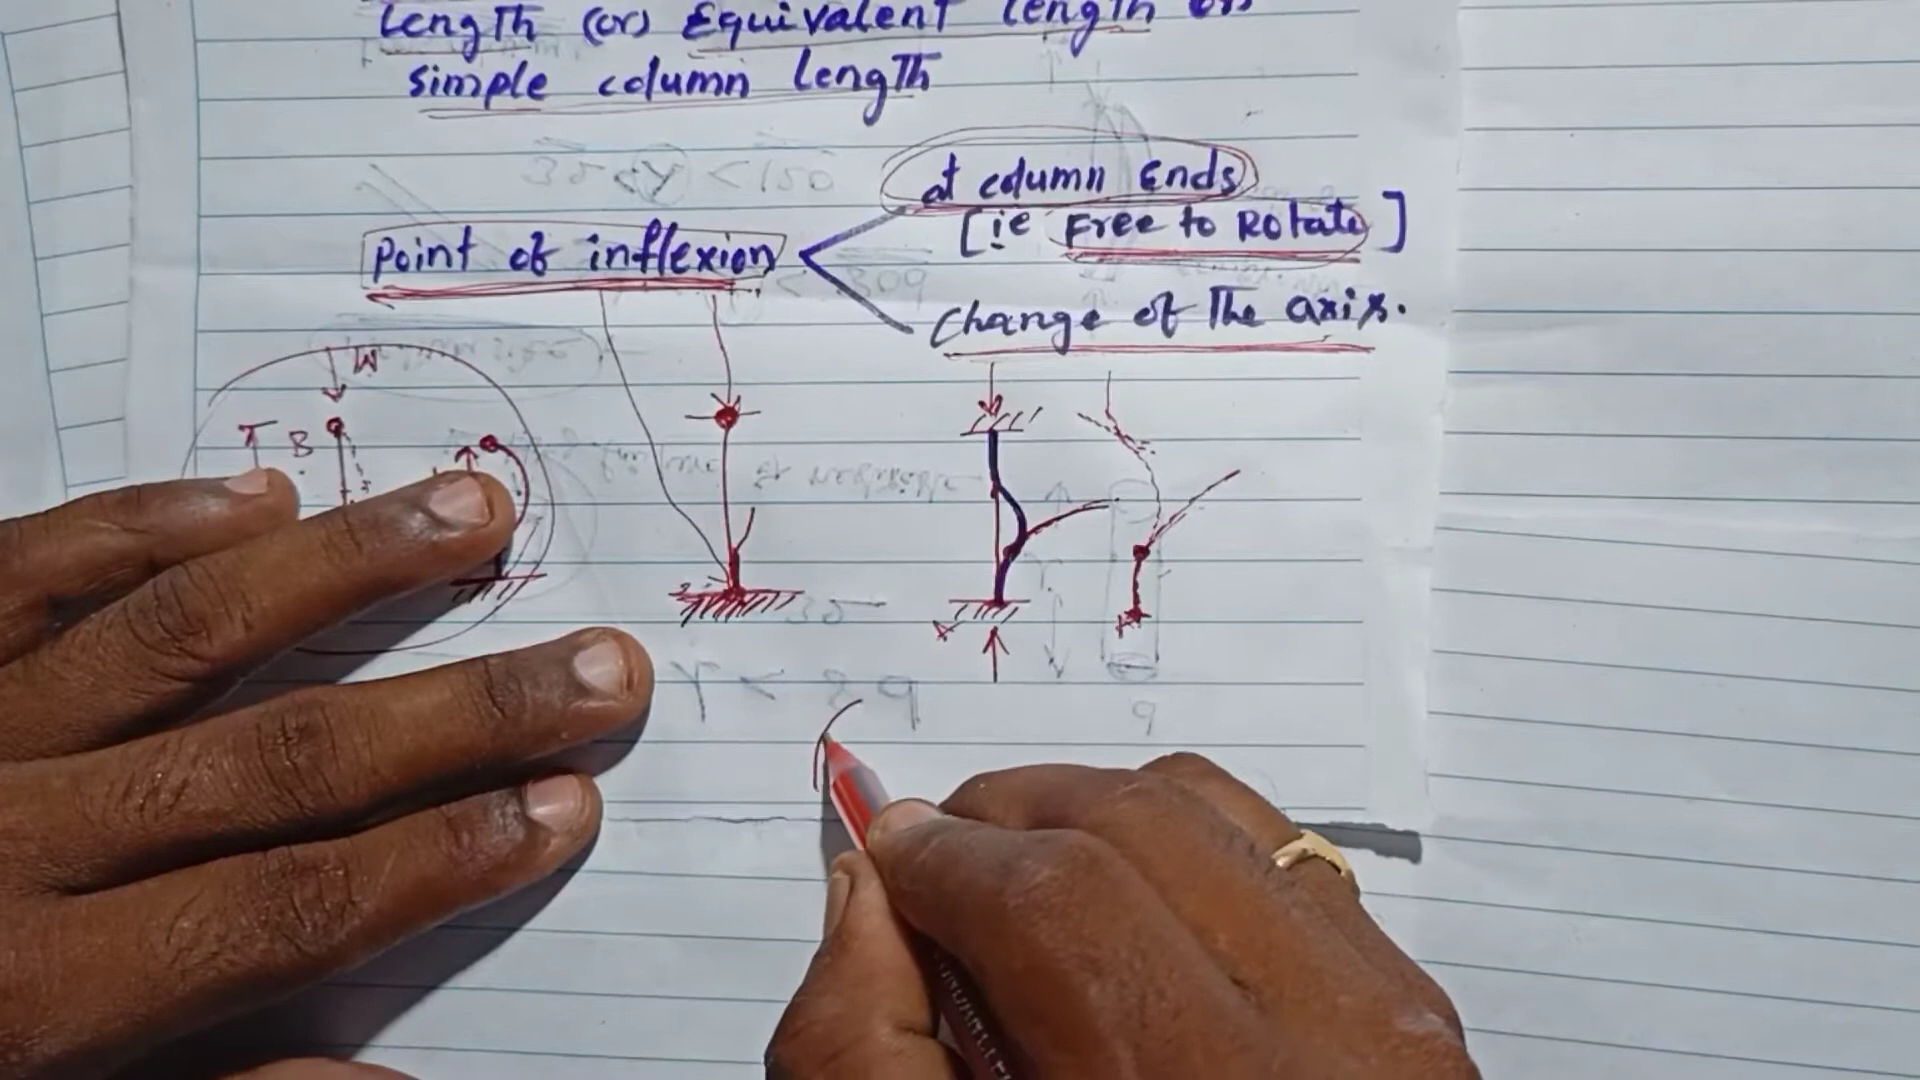 Length (or) Equivalent length or
simple column length
at column Ends
[ie Free to Rotate]
Point of inflexion
Change of The axis.
W
B
A
A